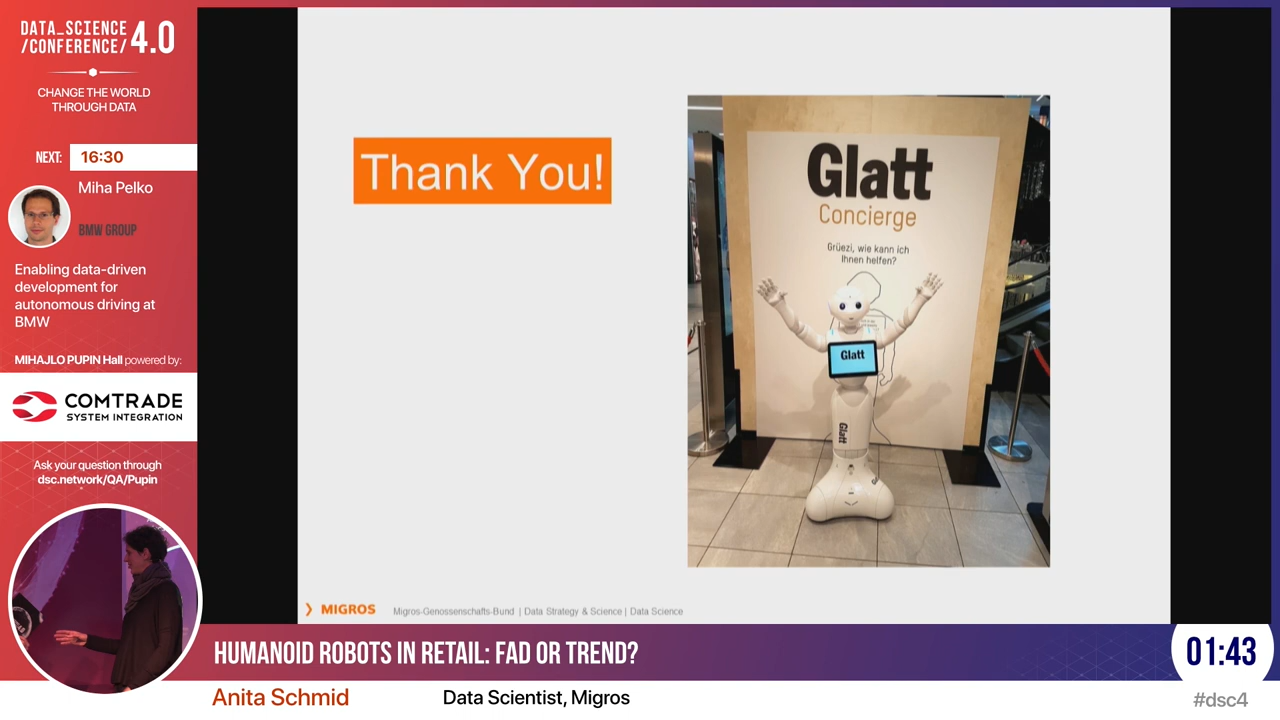 DATA_SCIENCE
/CONFERENCE/ 4.0
CHANGE THE WORLD
THROUGH DATA
NEXT: 16:30
Miha Pelko
BMW GROUP
Enabling data-driven
development for
autonomous driving at
BMW
MIHAJLO PUPIN Hall powered by:
COMTRADE
SYSTEM INTEGRATION
Ask your question through
dsc.network/QA/Pupin
Thank You!
Glatt
Concierge
Grüezi, wie kann ich
Ihnen helfen?
Glatt
Glatt
MIGROS
Migros-Genossenschafts-Bund | Data Strategy & Science | Data Science
HUMANOID ROBOTS IN RETAIL: FAD OR TREND?
01:43
Anita Schmid
Data Scientist, Migros
#dsc4